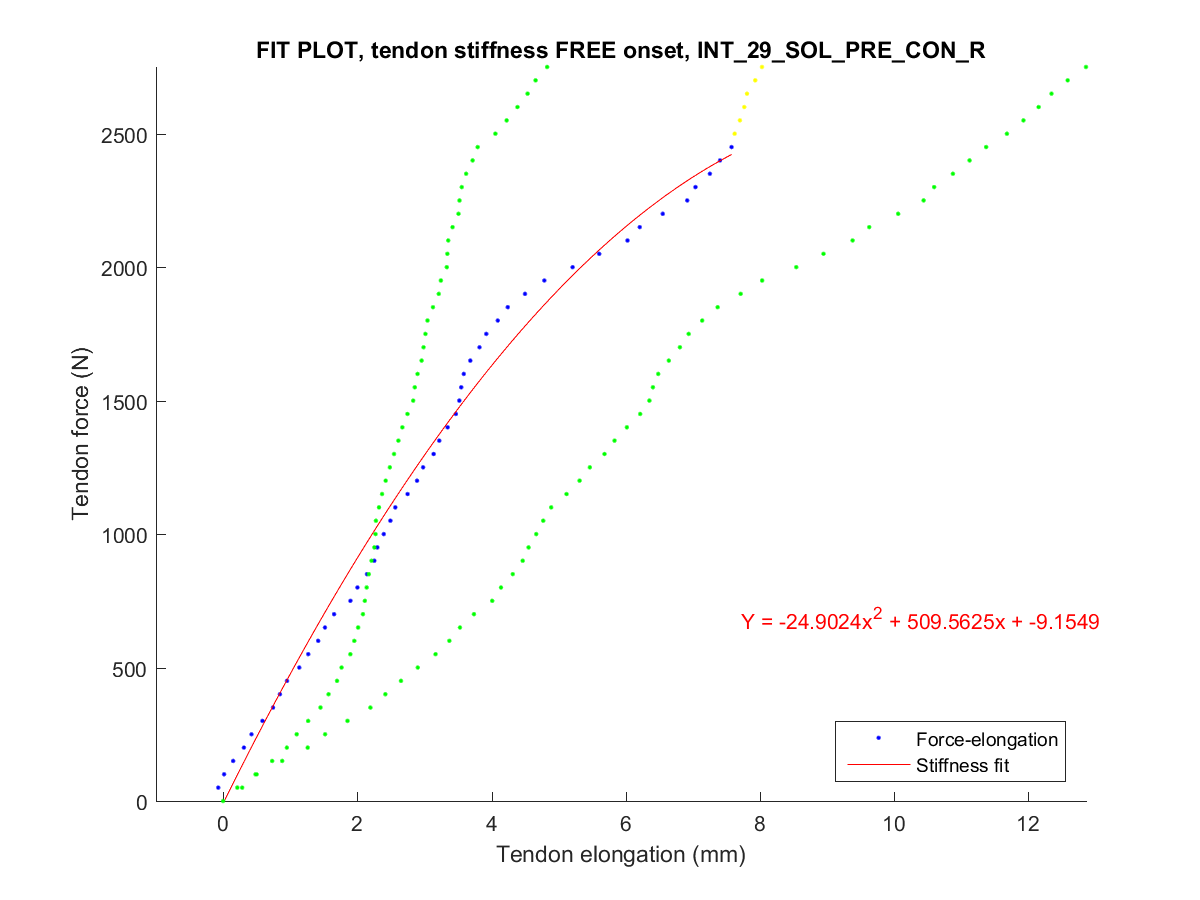 FIT PLOT, tendon stiffness FREE onset, INT_29_SOL_PRE_CON_R
2500
2000
1500
1000
500
0
Tendon force (N)
Y = -24.9024x² + 509.5625x + -9.1549
Force-elongation
Stiffness fit
0 2 4 6 8 10 12
Tendon elongation (mm)